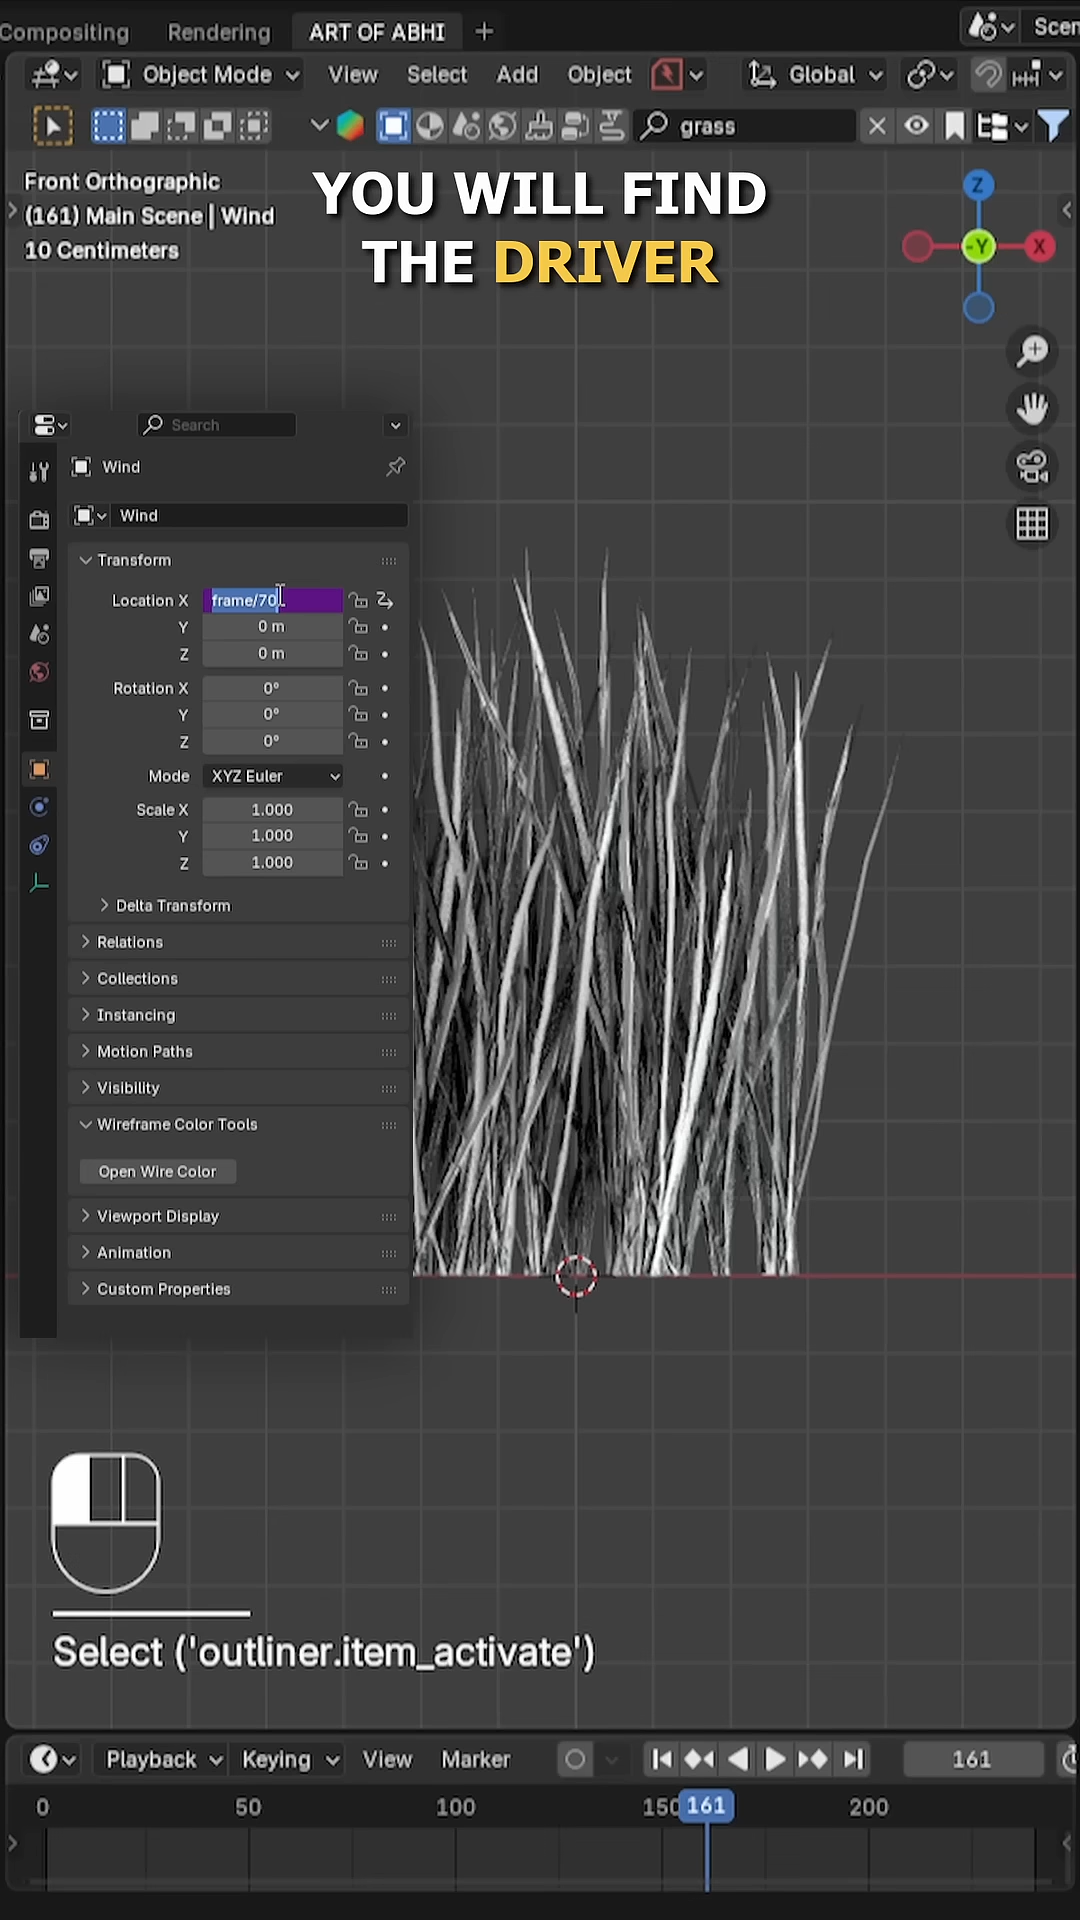 Compositing Rendering ART OF ABHI + Scen
Object Mode View Select Add Object Global
grass
Front Orthographic
(161) Main Scene | Wind
10 Centimeters
YOU WILL FIND
THE DRIVER
Z
-Y
X
Search
Wind
Wind
Transform
Location X frame/70
Y 0 m
Z 0 m
Rotation X 0°
Y 0°
Z 0°
Mode XYZ Euler
Scale X 1.000
Y 1.000
Z 1.000
Delta Transform
Relations
Collections
Instancing
Motion Paths
Visibility
Wireframe Color Tools
Open Wire Color
Viewport Display
Animation
Custom Properties
Select ('outliner.item_activate')
Playback Keying View Marker 161
0 50 100 150 161 200